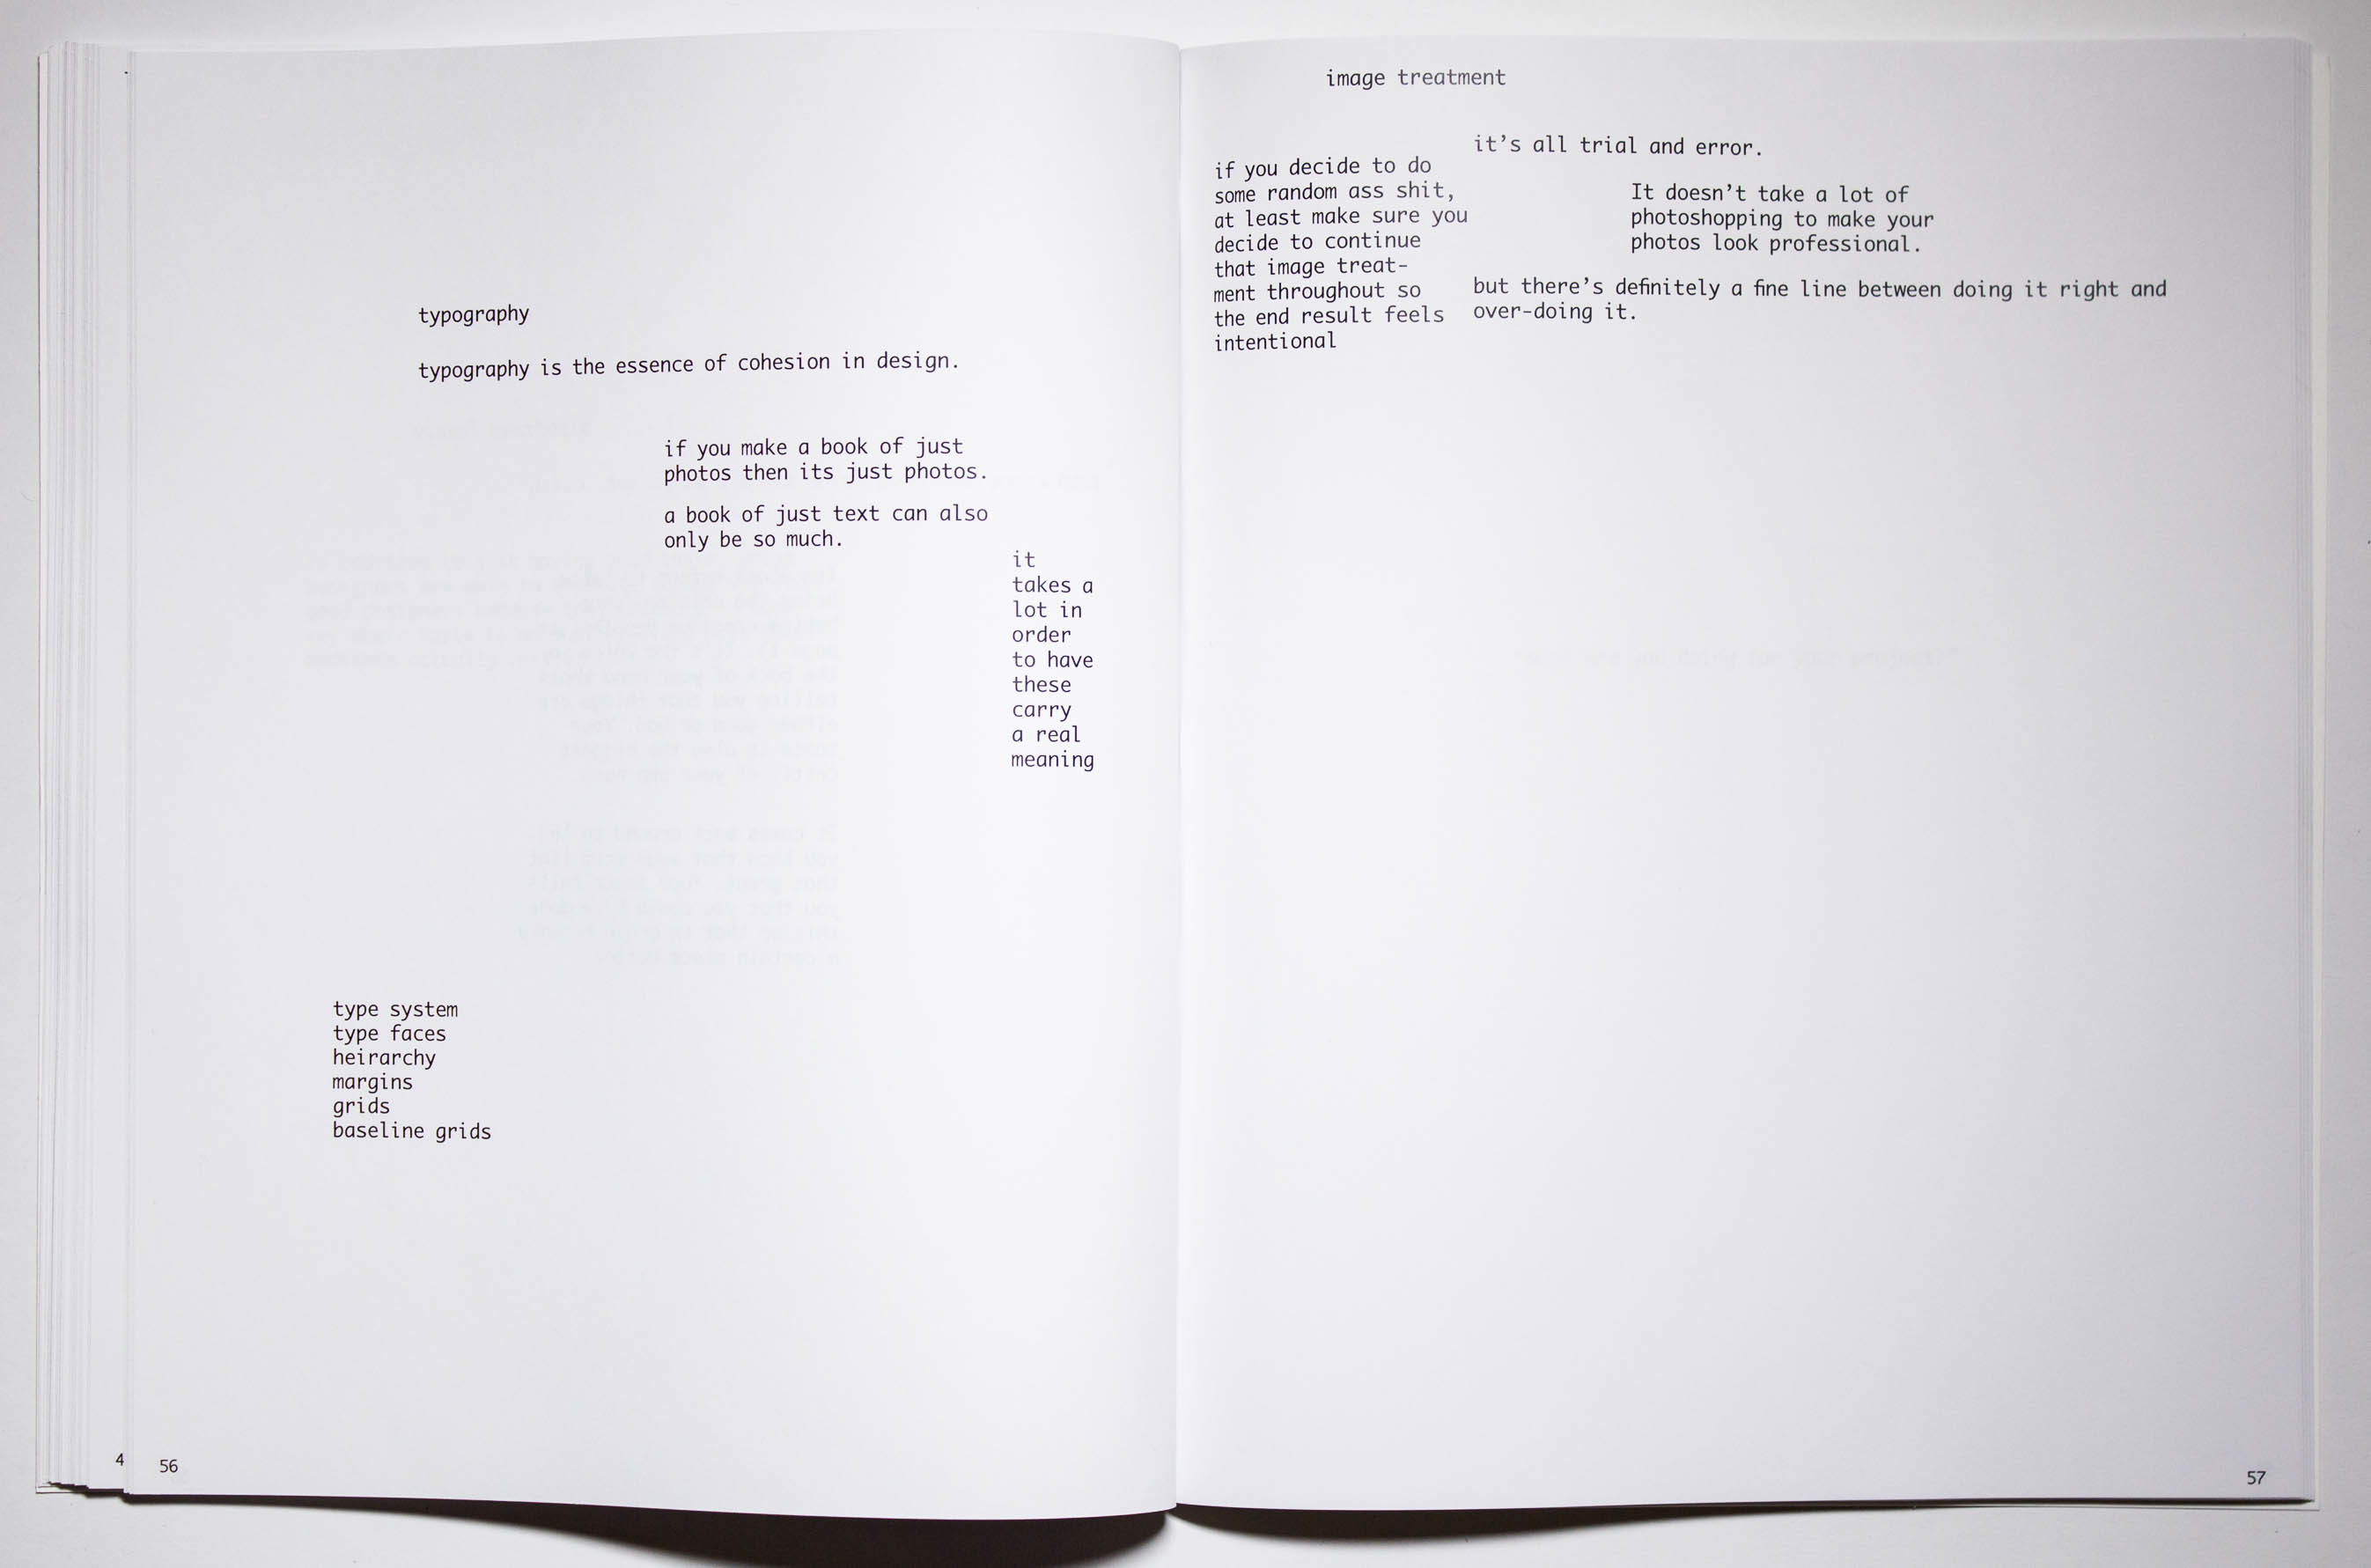 typography
typography is the essence of cohesion in design.
if you make a book of just
photos then its just photos.
a book of just text can also
only be so much.
it
takes a
lot in
order
to have
these
carry
a real
meaning
type system
type faces
heirarchy
margins
grids
baseline grids
4
56
image treatment
if you decide to do
some random ass shit,
at least make sure you
decide to continue
that image treat-
ment throughout so
the end result feels
intentional
it’s all trial and error.
It doesn’t take a lot of
photoshopping to make your
photos look professional.
but there’s definitely a fine line between doing it right and
over-doing it.
57